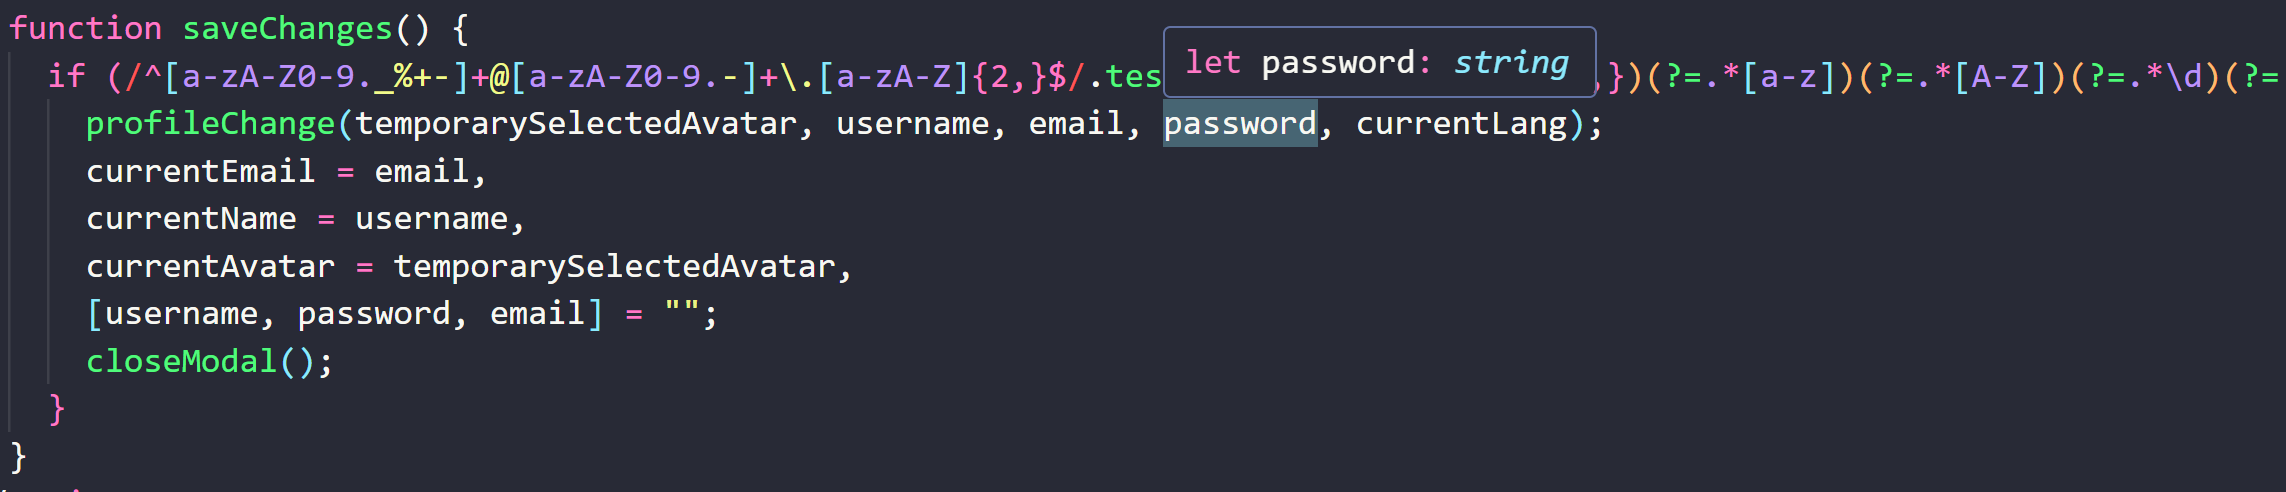 function saveChanges() {
if (/^[a-zA-Z0-9._%+-]+@[a-zA-Z0-9.-]+\.[a-zA-Z]{2,}$/.tes
let password: string
,})(?=.*[a-z])(?=.*[A-Z])(?=.*\d)(?=
profileChange(temporarySelectedAvatar, username, email, password, currentLang);
currentEmail = email,
currentName = username,
currentAvatar = temporarySelectedAvatar,
[username, password, email] = "";
closeModal();
}
}